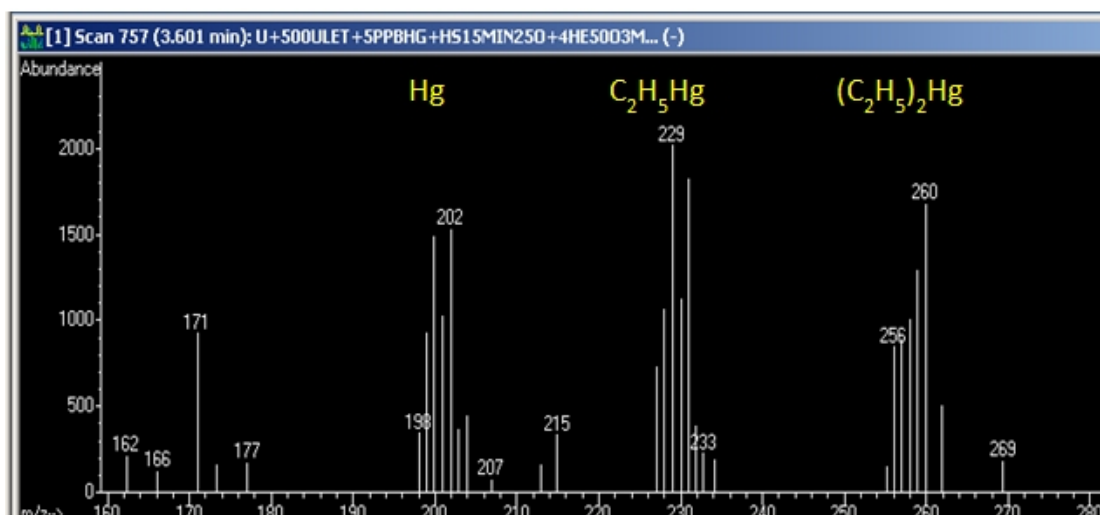 [1] Scan 757 (3.601 min): U+500ULET+5PPBHG+HS15MIN250+4HE5003M... (-)
Abundance
Hg C₂H₅Hg (C₂H₅)₂Hg
229
2000
260
202
1500
171
1000
256
500
198 215
162 166 177 207 233 269
0
m/z-> 160 170 180 190 200 210 220 230 240 250 260 270 280